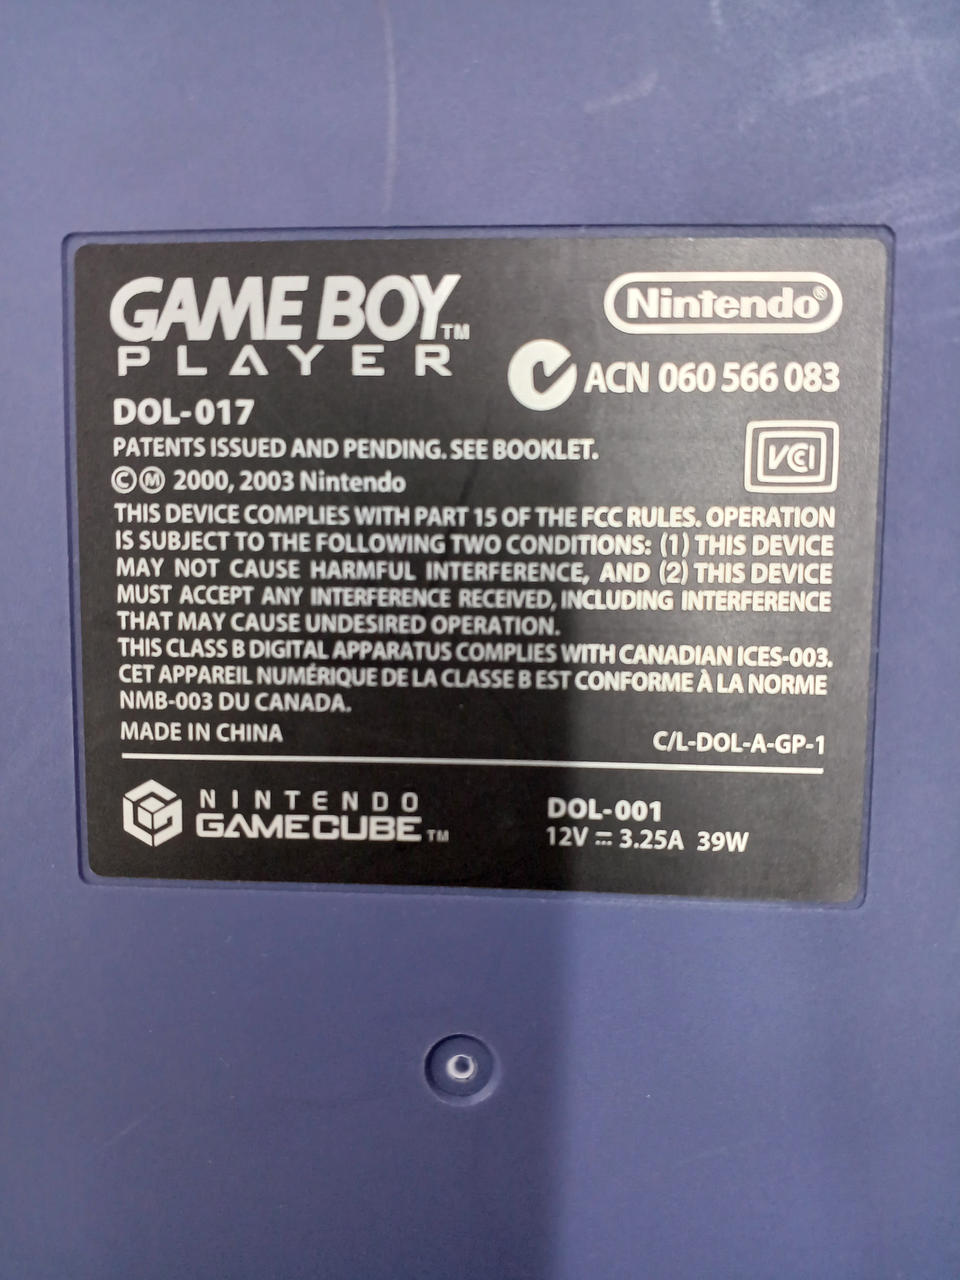 GAME BOY™
PLAYER
Nintendo®
ACN 060 566 083
DOL-017
PATENTS ISSUED AND PENDING. SEE BOOKLET.
VCI
©Ⓜ 2000, 2003 Nintendo
THIS DEVICE COMPLIES WITH PART 15 OF THE FCC RULES. OPERATION
IS SUBJECT TO THE FOLLOWING TWO CONDITIONS: (1) THIS DEVICE
MAY NOT CAUSE HARMFUL INTERFERENCE, AND (2) THIS DEVICE
MUST ACCEPT ANY INTERFERENCE RECEIVED, INCLUDING INTERFERENCE
THAT MAY CAUSE UNDESIRED OPERATION.
THIS CLASS B DIGITAL APPARATUS COMPLIES WITH CANADIAN ICES-003.
CET APPAREIL NUMÉRIQUE DE LA CLASSE B EST CONFORME À LA NORME
NMB-003 DU CANADA.
MADE IN CHINA
C/L-DOL-A-GP-1
NINTENDO
GAMECUBE™
DOL-001
12V ⎓ 3.25A 39W